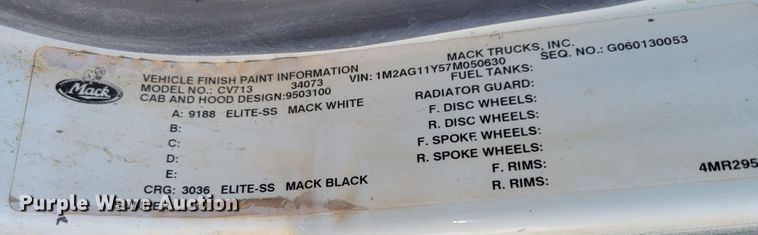 MACK TRUCKS, INC.
VEHICLE FINISH PAINT INFORMATION
VIN: 1M2AG11Y57M050630 SEQ. NO.: G060130053
MODEL NO.: CV713 34073
FUEL TANKS:
CAB AND HOOD DESIGN:9503100
RADIATOR GUARD:
Mack
A: 9188 ELITE-SS MACK WHITE
F. DISC WHEELS:
B:
R. DISC WHEELS:
C:
F. SPOKE WHEELS:
D:
R. SPOKE WHEELS:
E:
F. RIMS:
4MR295
CRG: 3036 ELITE-SS MACK BLACK
R. RIMS:
Purple Wave Auction